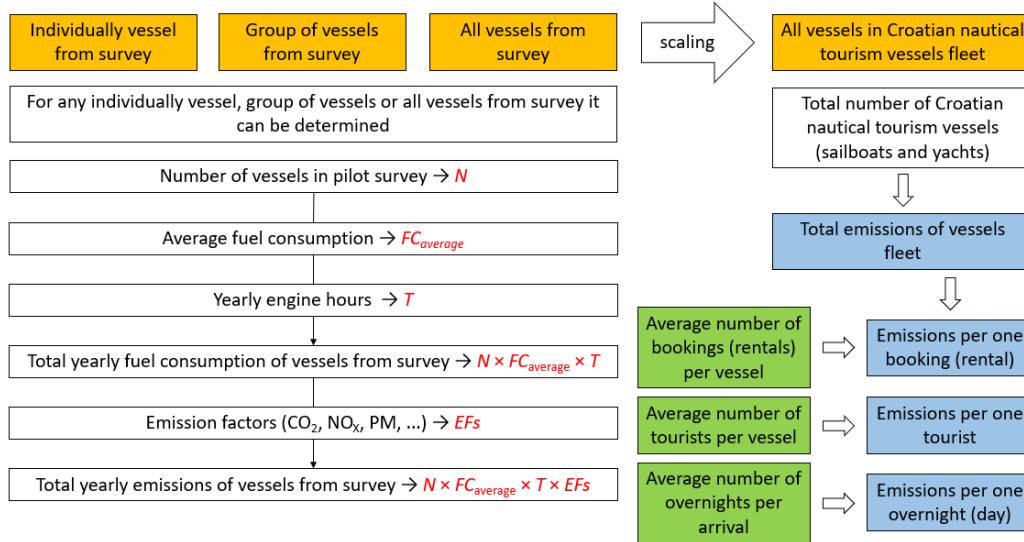 Individually vessel
from survey
Group of vessels
from survey
All vessels from
survey
scaling
All vessels in Croatian nautical
tourism vessels fleet
For any individually vessel, group of vessels or all vessels from survey it
can be determined
Total number of Croatian
nautical tourism vessels
(sailboats and yachts)
Number of vessels in pilot survey → N
Average fuel consumption → FCaverage
Total emissions of vessels
fleet
Yearly engine hours → T
Average number of
bookings (rentals)
per vessel
Emissions per one
booking (rental)
Total yearly fuel consumption of vessels from survey → N × FCaverage × T
Emission factors (CO₂, NOX, PM, ...) → EFs
Average number of
tourists per vessel
Emissions per one
tourist
Total yearly emissions of vessels from survey → N × FCaverage × T × EFs
Average number of
overnights per
arrival
Emissions per one
overnight (day)